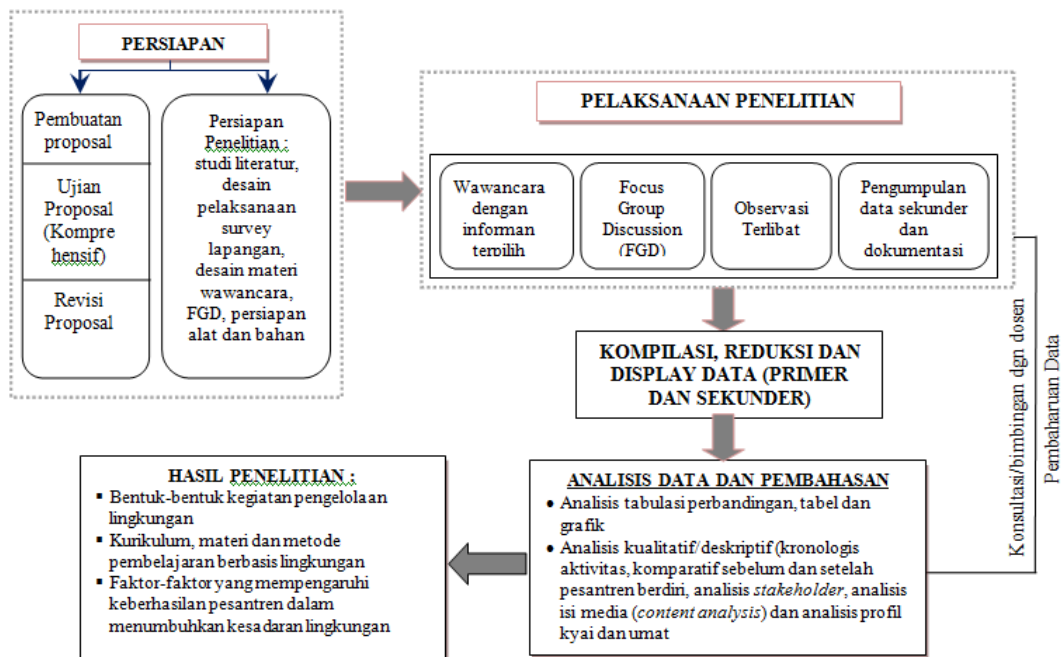 PERSIAPAN
Pembuatan
proposal
Ujian
Proposal
(Kompre
hensif)
Revisi
Proposal
Persiapan
Penelitian :
studi literatur,
desain
pelaksanaan
survey
lapangan,
desain materi
wawancara,
FGD, persiapan
alat dan bahan
PELAKSANAAN PENELITIAN
Wawancara
dengan
informan
terpilih
Focus
Group
Discussion
(FGD)
Observasi
Terlibat
Pengumpulan
data sekunder
dan
dokumentasi
Konsultasi/bimbingan dgn dosen
Pembaharuan Data
KOMPILASI, REDUKSI DAN
DISPLAY DATA (PRIMER
DAN SEKUNDER)
ANALISIS DATA DAN PEMBAHASAN
• Analisis tabulasi perbandingan, tabel dan
grafik
• Analisis kualitatif/deskriptif (kronologis
aktivitas, komparatif sebelum dan setelah
pesantren berdiri, analisis stakeholder, analisis
isi media (content analysis) dan analisis profil
kyai dan umat
HASIL PENELITIAN :
▪ Bentuk-bentuk kegiatan pengelolaan
lingkungan
▪ Kurikulum, materi dan metode
pembelajaran berbasis lingkungan
▪ Faktor-faktor yang mempengaruhi
keberhasilan pesantren dalam
menumbuhkan kesadaran lingkungan